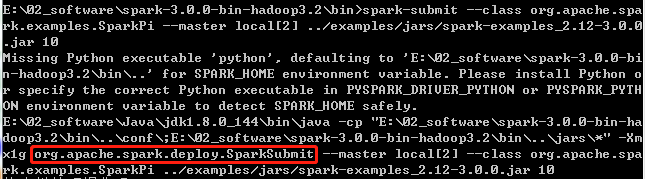 E:\02_software\spark-3.0.0-bin-hadoop3.2\bin>spark-submit --class org.apache.spa
rk.examples.SparkPi --master local[2] ../examples/jars/spark-examples_2.12-3.0.0
.jar 10
Missing Python executable 'python', defaulting to 'E:\02_software\spark-3.0.0-bi
n-hadoop3.2\bin\..' for SPARK_HOME environment variable. Please install Python o
r specify the correct Python executable in PYSPARK_DRIVER_PYTHON or PYSPARK_PYTH
ON environment variable to detect SPARK_HOME safely.
E:\02_software\Java\jdk1.8.0_144\bin\java -cp "E:\02_software\spark-3.0.0-bin-ha
doop3.2\bin\..\conf\;E:\02_software\spark-3.0.0-bin-hadoop3.2\bin\..\jars\*" -Xm
x1g org.apache.spark.deploy.SparkSubmit --master local[2] --class org.apache.spa
rk.examples.SparkPi ../examples/jars/spark-examples_2.12-3.0.0.jar 10